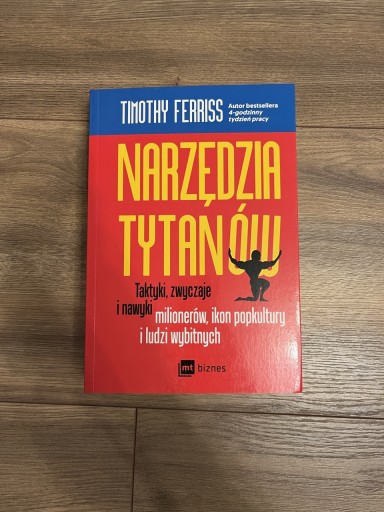 TIMOTHY FERRISS
Autor bestsellera
4-godzinny
tydzień pracy
NARZĘDZIA
TYTANÓW
Taktyki, zwyczaje
i nawyki milionerów, ikon popkultury
i ludzi wybitnych
mt biznes